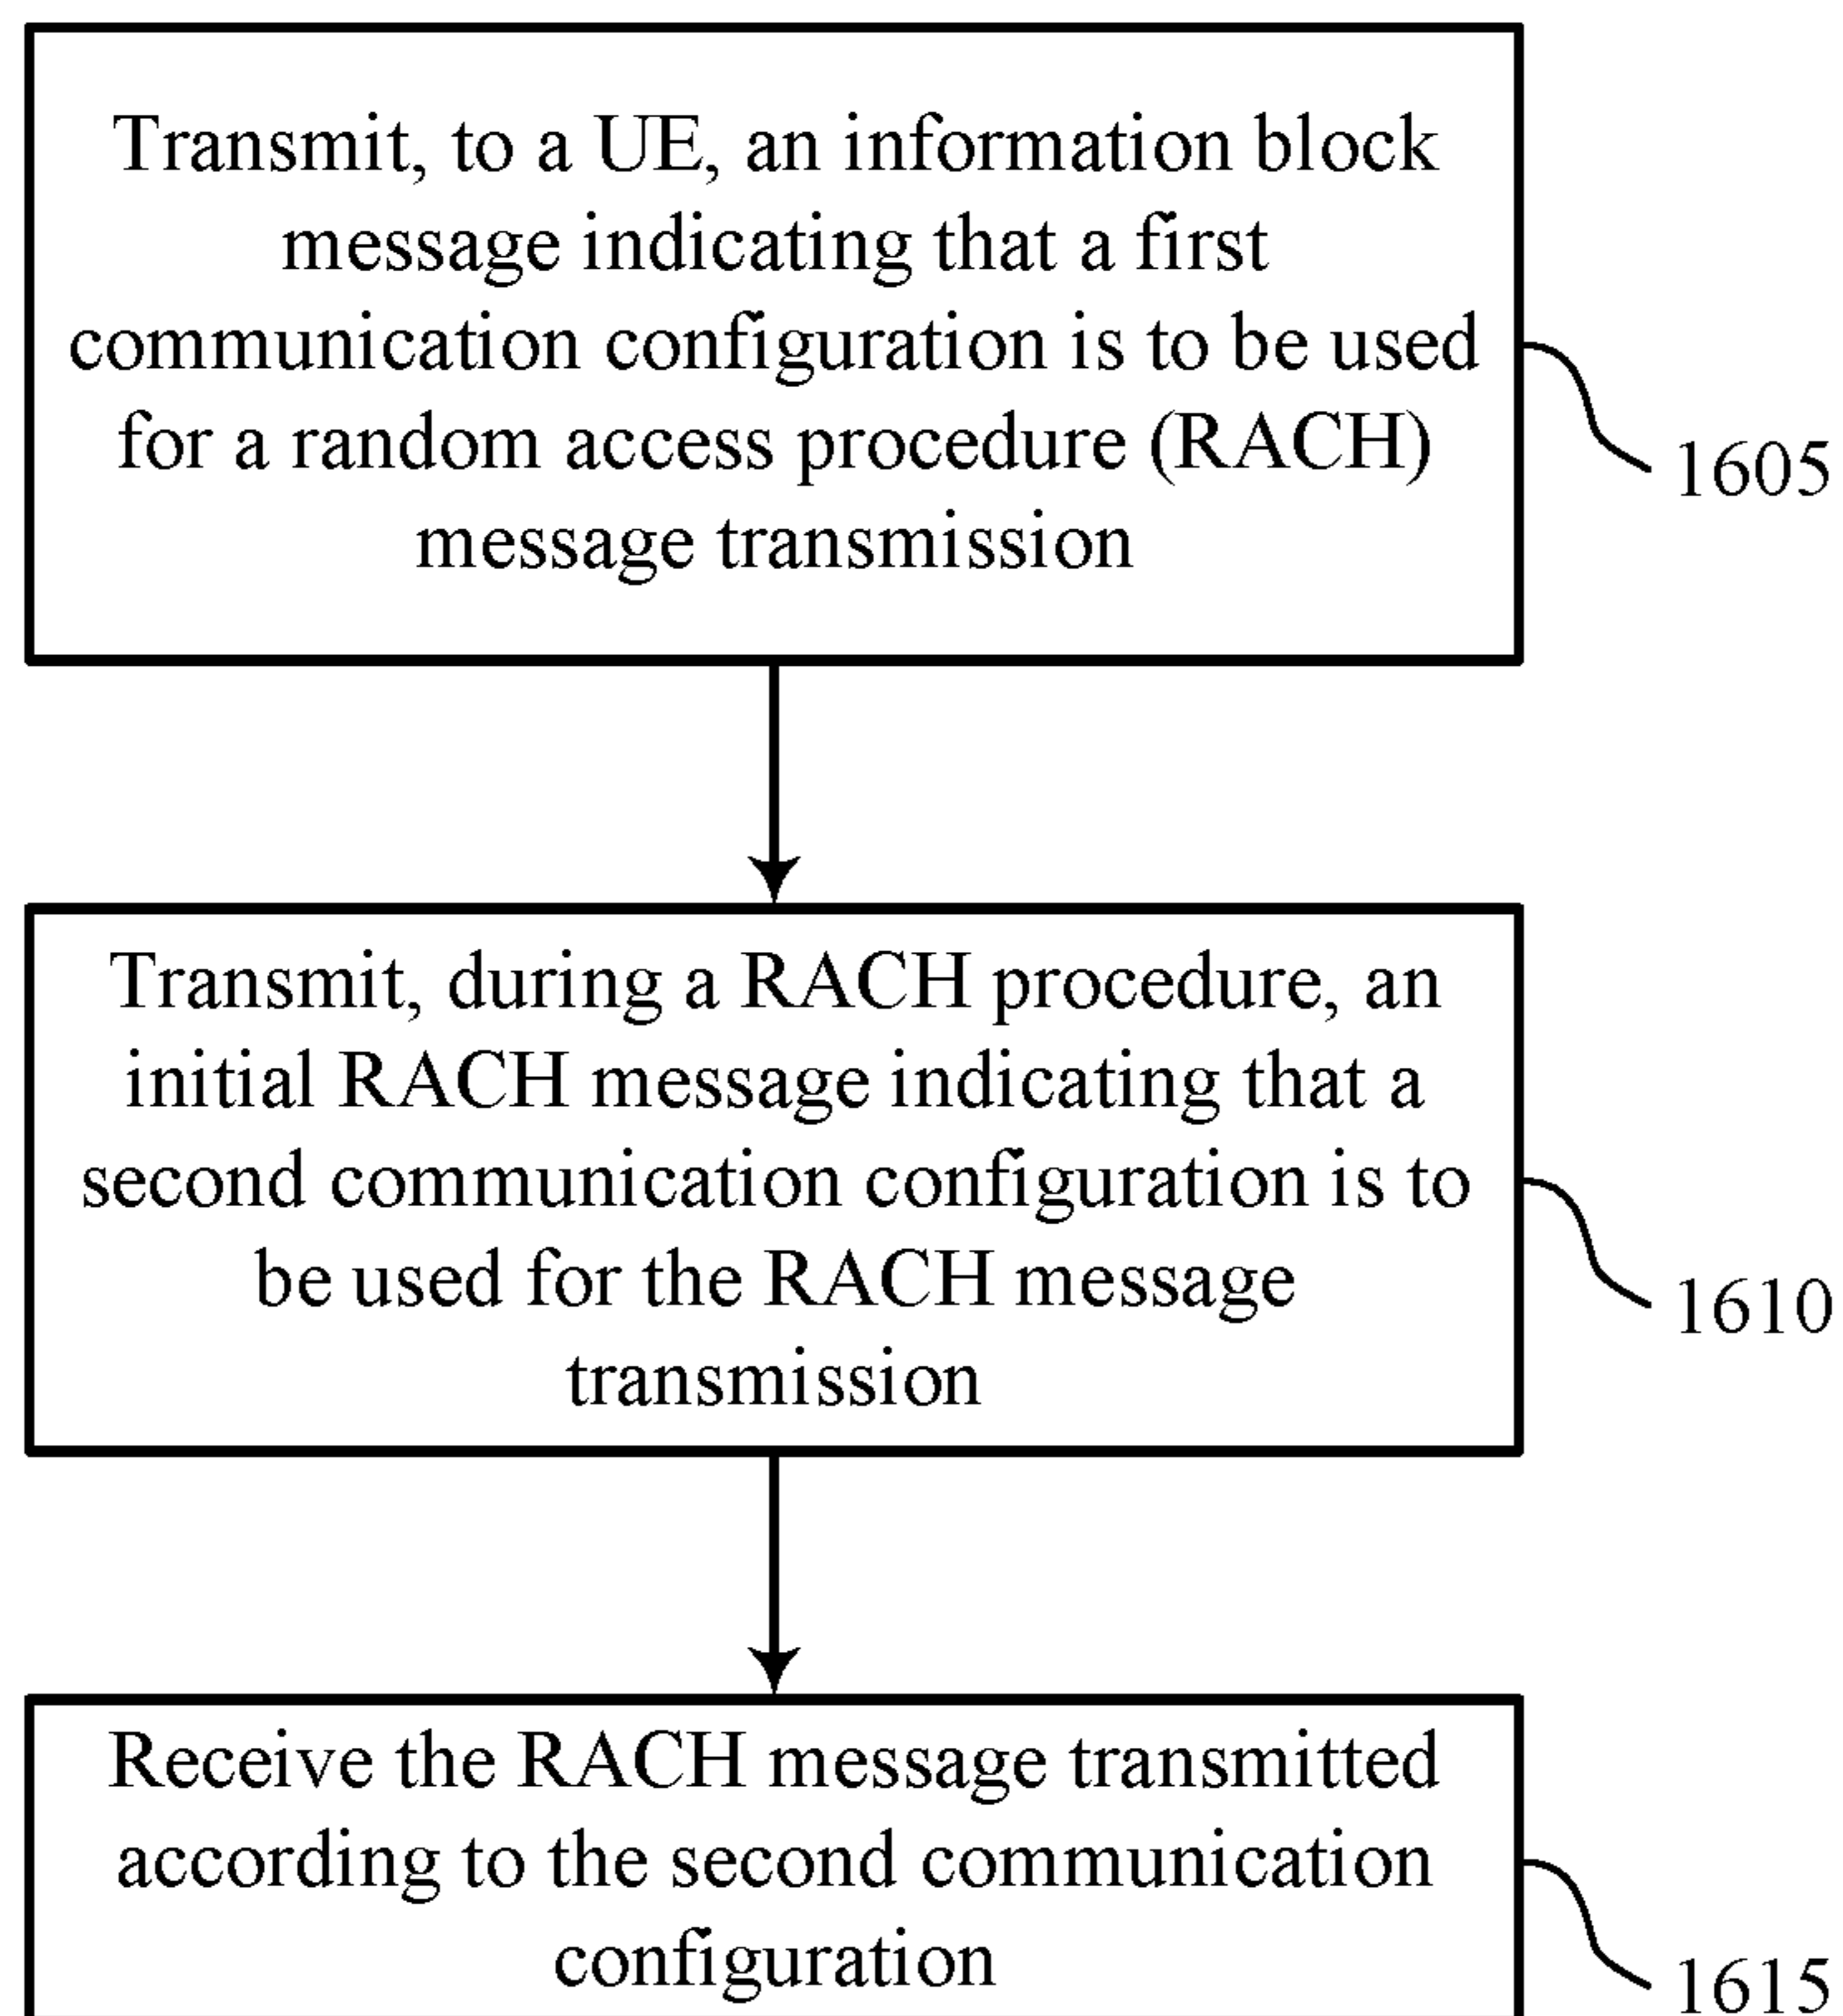 Transmit, to a UE, an information block
message indicating that a first
communication configuration is to be used
for a random access procedure (RACH)
message transmission
1605
Transmit, during a RACH procedure, an
initial RACH message indicating that a
second communication configuration is to
be used for the RACH message
transmission
1610
Receive the RACH message transmitted
according to the second communication
configuration
1615